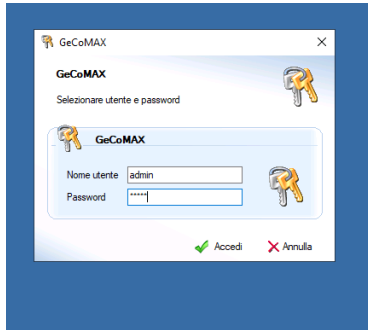 GeCoMAX
GeCoMAX
Selezionare utente e password
GeCoMAX
Nome utente admin
Password *****
Accedi Annulla